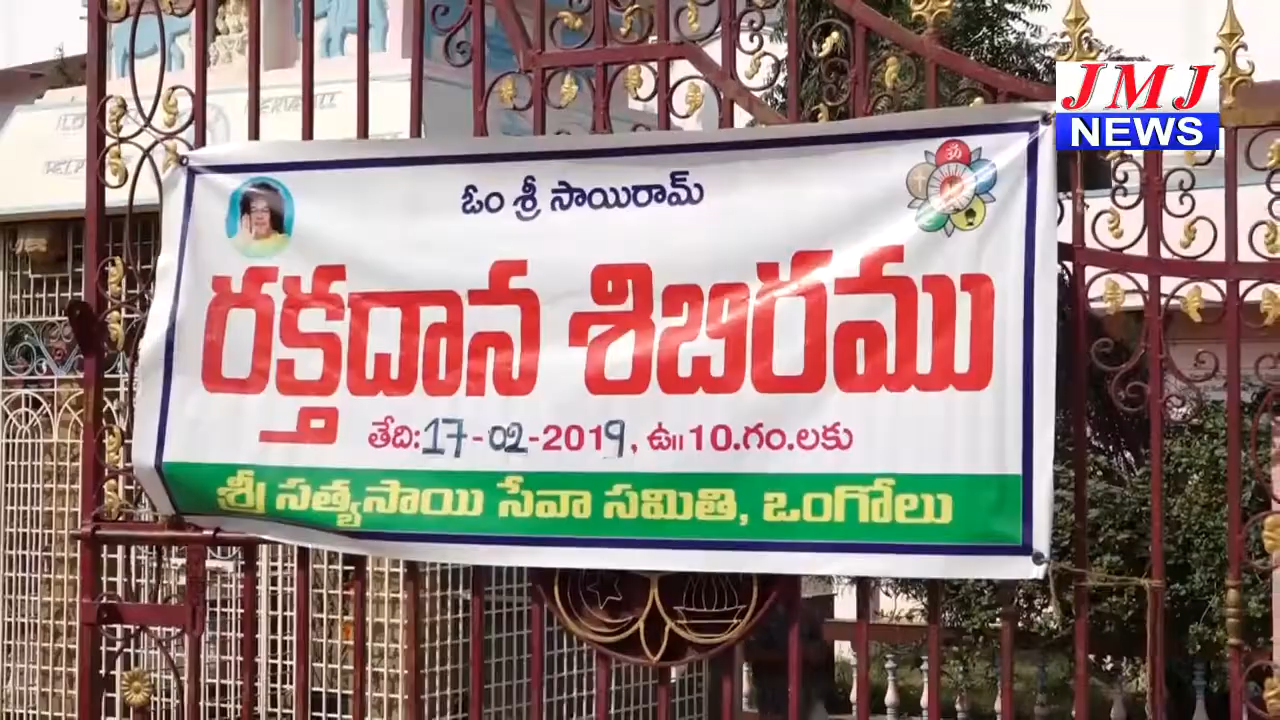 JMJ
NEWS
ఓం శ్రీ సాయిరామ్
రక్తదాన శిబిరము
తేది:17-02-2019, ఉ॥ 10.గం.లకు
శ్రీ సత్యసాయి సేవా సమితి, ఒంగోలు